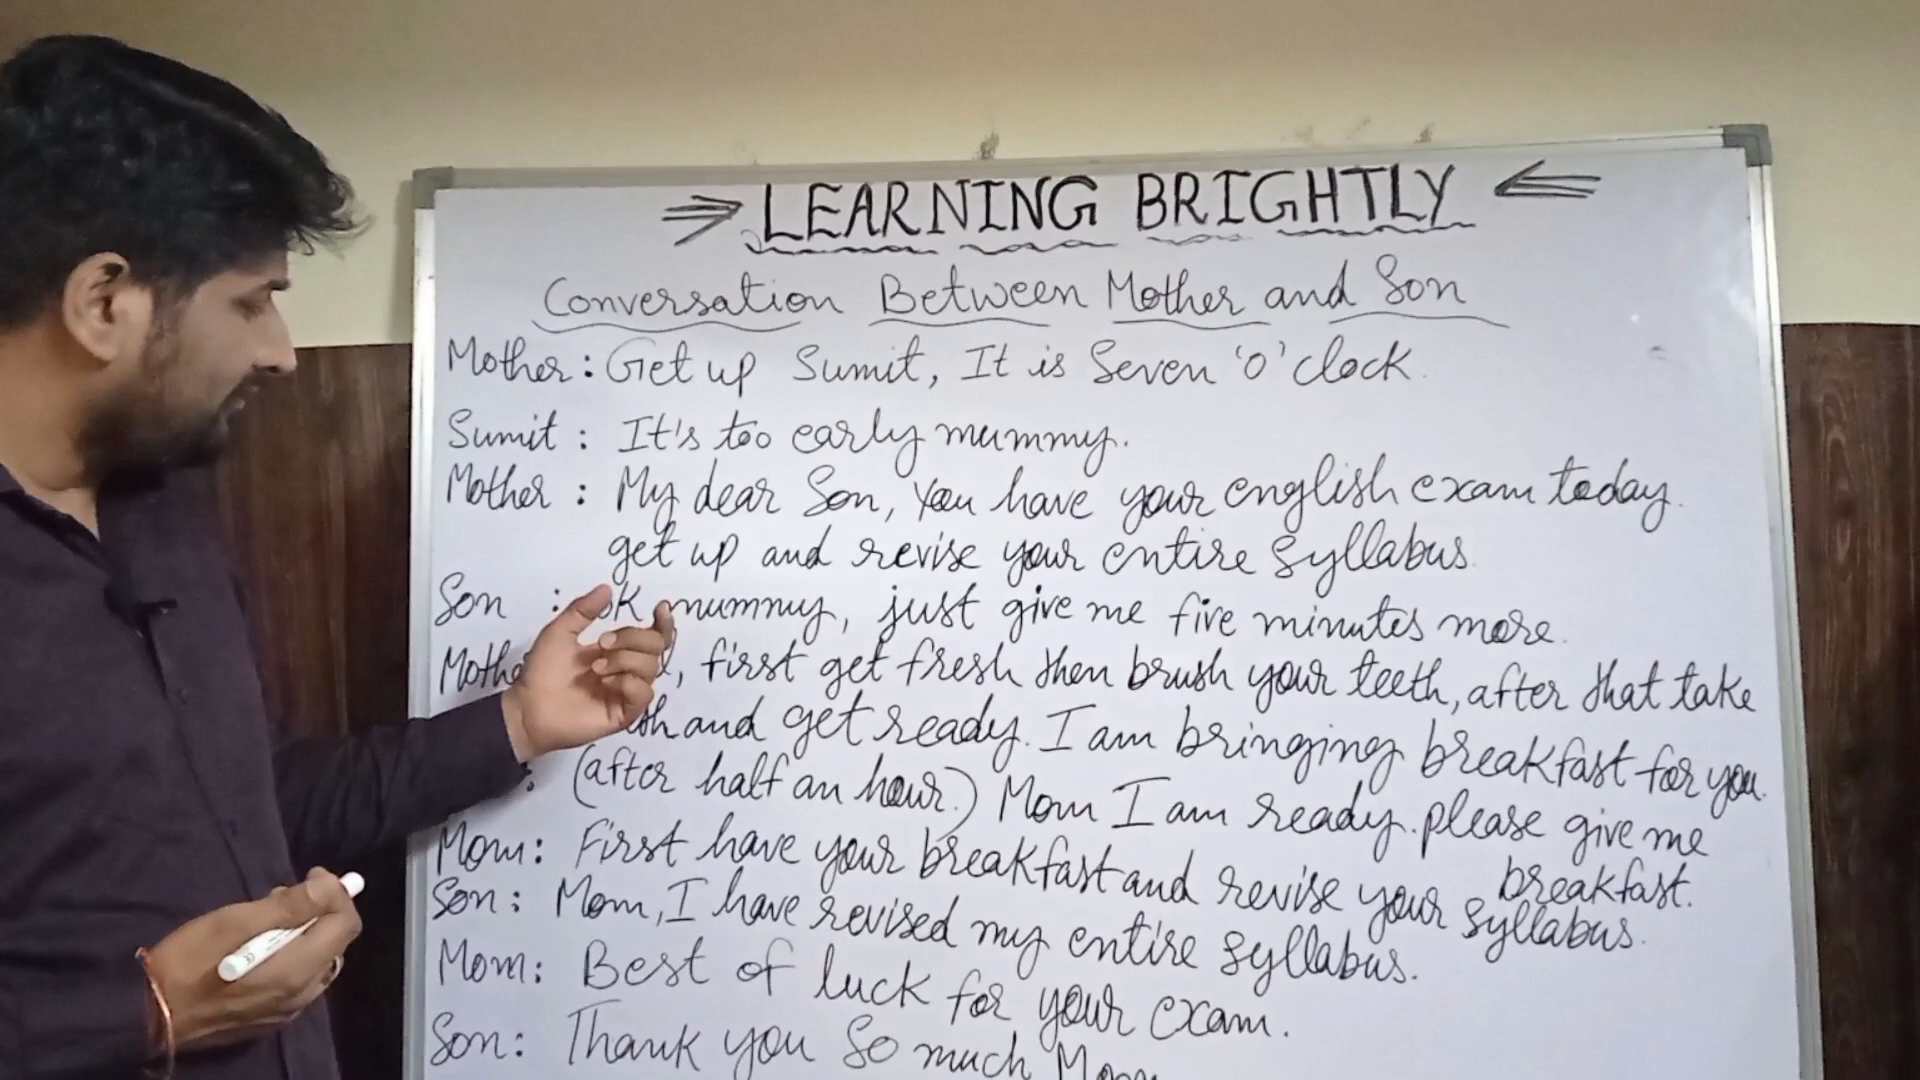 ⇒ LEARNING BRIGHTLY ⇐
Conversation Between Mother and Son
Mother: Get up Sumit, It is Seven 'o' clock.
Sumit: It's too early mummy.
Mother: My dear Son, You have your english exam today.
get up and revise your entire syllabus.
Son: OK mummy, just give me five minutes more.
first get fresh then brush your teeth, after that take
and get ready. I am bringing breakfast for you.
: (after half an hour.) Mom I am ready. please give me
breakfast.
Mom: First have your breakfast and revise your syllabus.
Son: Mom, I have revised my entire syllabus.
Mom: Best of luck for your exam.
Son: Thank you So much Mom